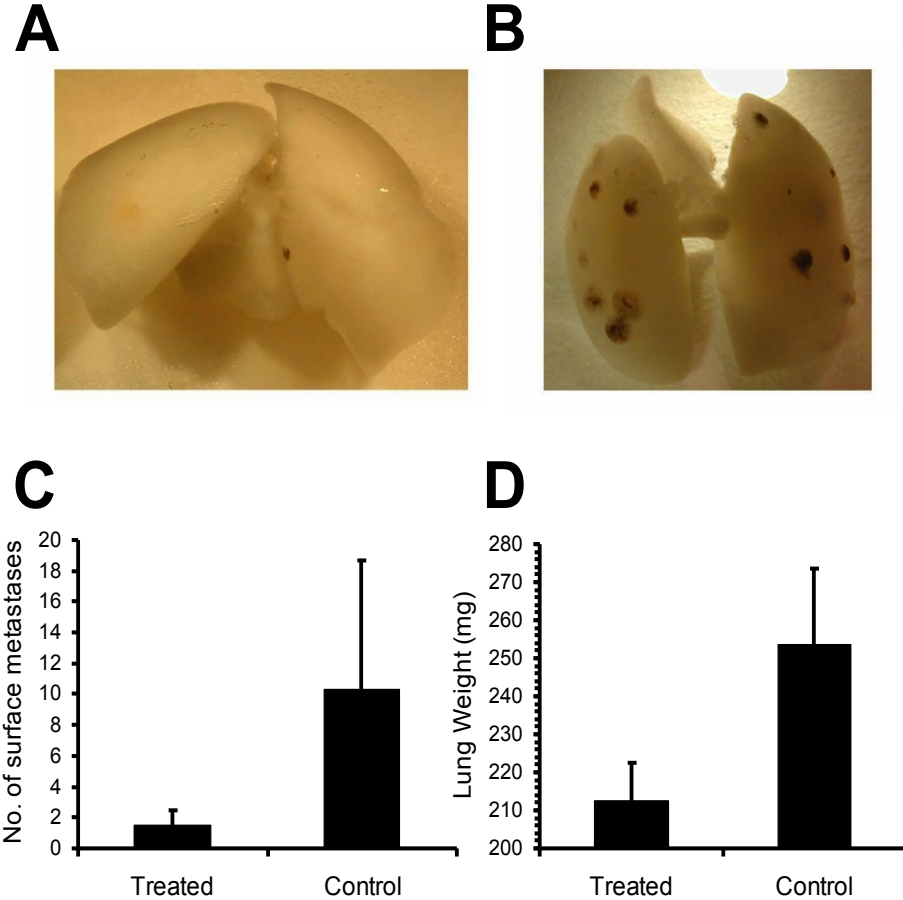 A
B
C
No. of surface metastases
20
18
16
14
12
10
8
6
4
2
0
Treated Control
D
Lung Weight (mg)
280
270
260
250
240
230
220
210
200
Treated Control